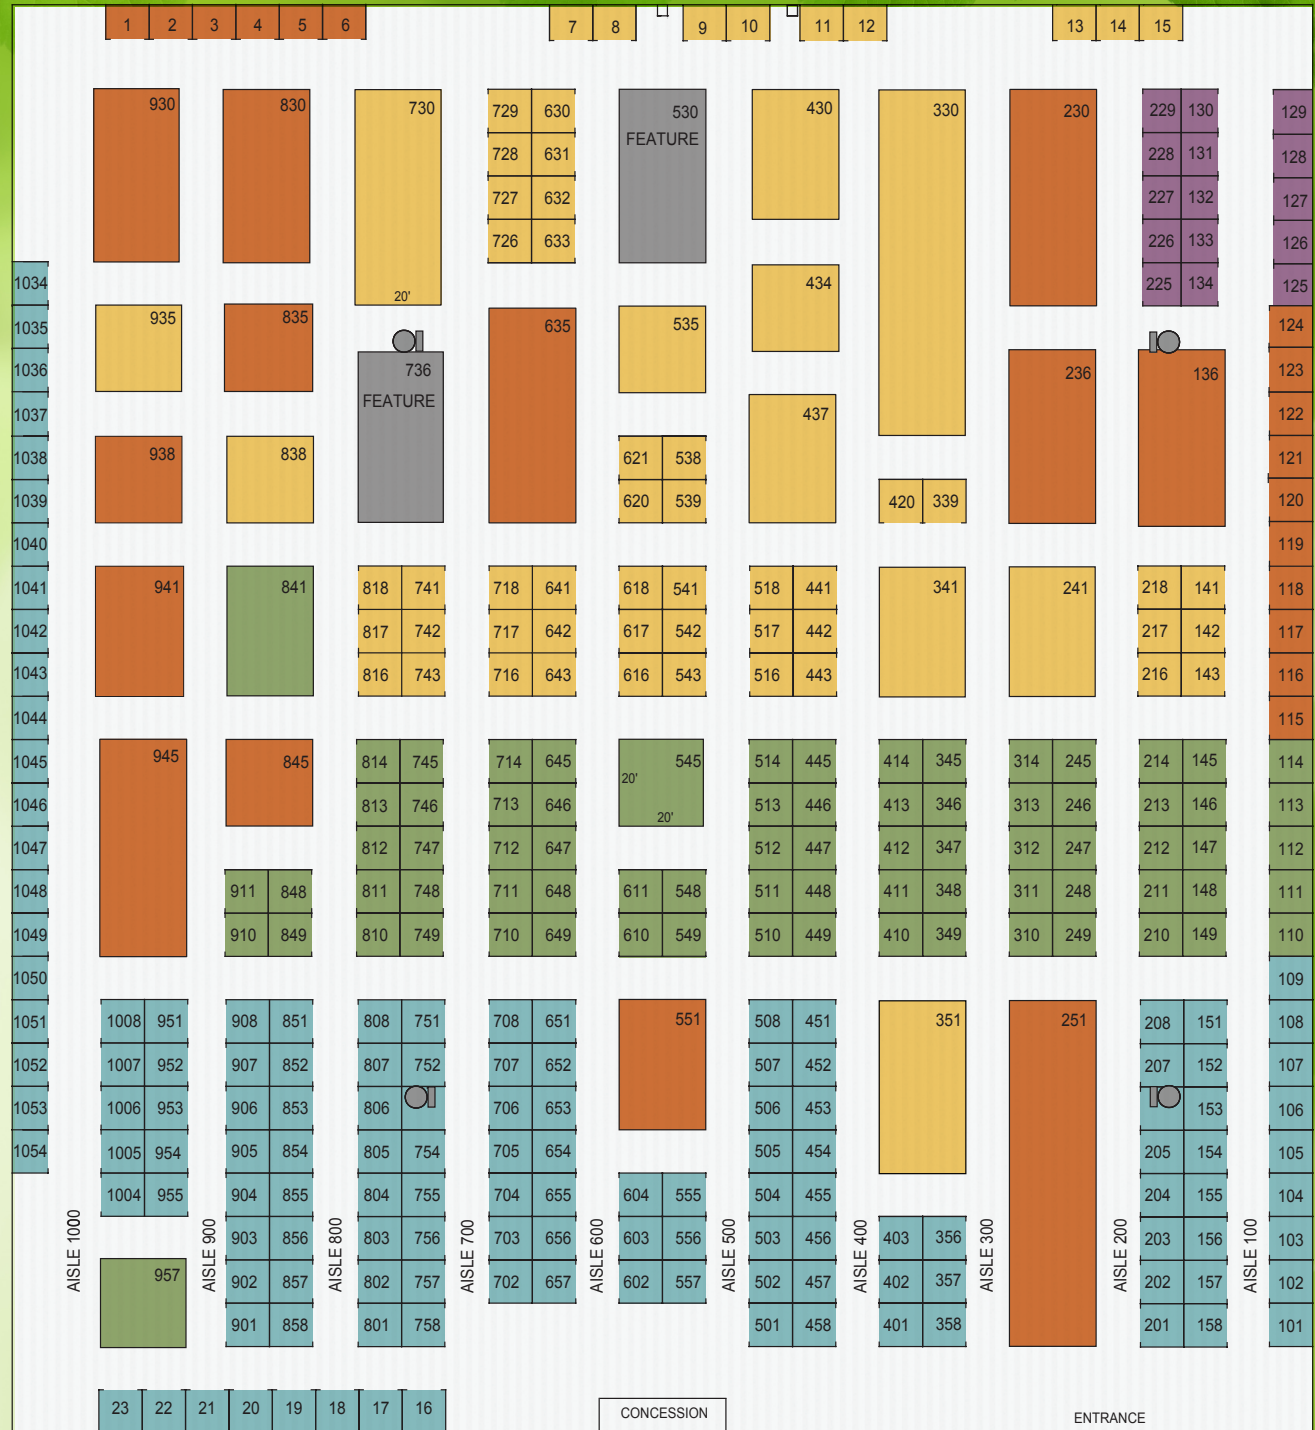 1 2 3 4 5 6 7 8 9 10 11 12 13 14 15
930 830 730 729 630 530 430 330 230 229 130 129
FEATURE
728 631 228 131 128
727 632 227 132 127
726 633 226 133 126
1034 434 225 134 125
20'
1035 935 835 635 535 124
1036 736 236 136 123
FEATURE
1037 437 122
1038 938 838 621 538 121
1039 620 539 420 339 120
1040 119
1041 941 841 818 741 718 641 618 541 518 441 341 241 218 141 118
1042 817 742 717 642 617 542 517 442 217 142 117
1043 816 743 716 643 616 543 516 443 216 143 116
1044 115
1045 945 845 814 745 714 645 545 514 445 414 345 314 245 214 145 114
20'
1046 813 746 713 646 513 446 413 346 313 246 213 146 113
20'
1047 812 747 712 647 512 447 412 347 312 247 212 147 112
1048 911 848 811 748 711 648 611 548 511 448 411 348 311 248 211 148 111
1049 910 849 810 749 710 649 610 549 510 449 410 349 310 249 210 149 110
1050 109
1051 1008 951 908 851 808 751 708 651 551 508 451 351 251 208 151 108
1052 1007 952 907 852 807 752 707 652 507 452 207 152 107
1053 1006 953 906 853 806 706 653 506 453 153 106
1054 1005 954 905 854 805 754 705 654 505 454 205 154 105
1004 955 904 855 804 755 704 655 604 555 504 455 204 155 104
903 856 803 756 703 656 603 556 503 456 403 356 203 156 103
AISLE 1000 AISLE 900 AISLE 800 AISLE 700 AISLE 600 AISLE 500 AISLE 400 AISLE 300 AISLE 200 AISLE 100
957 902 857 802 757 702 657 602 557 502 457 402 357 202 157 102
901 858 801 758 501 458 401 358 201 158 101
23 22 21 20 19 18 17 16
CONCESSION
ENTRANCE